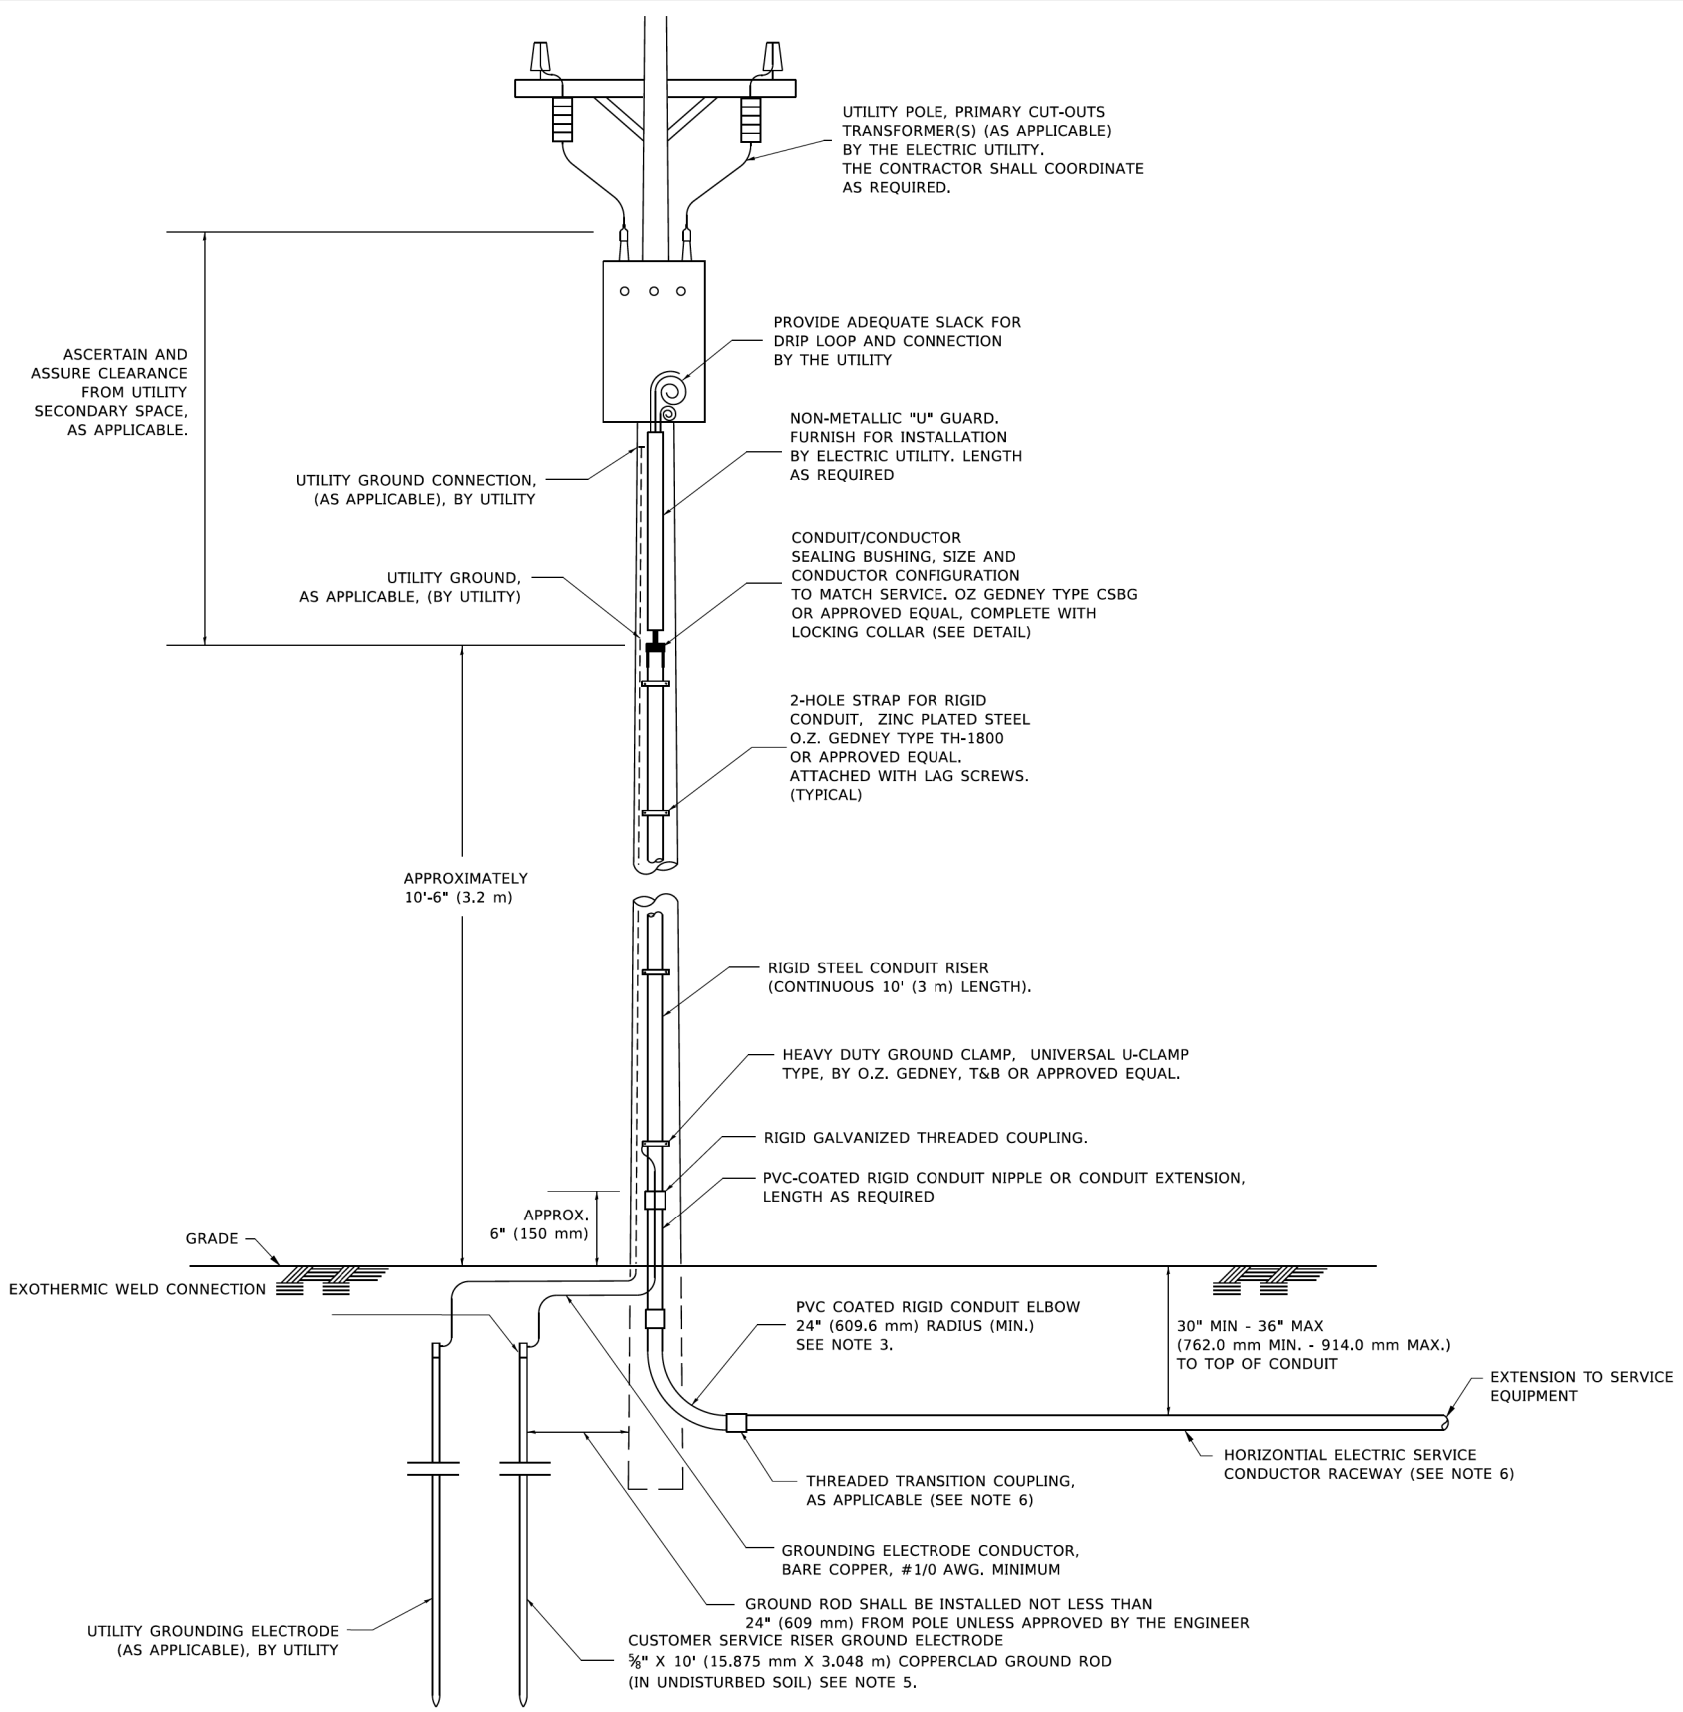 UTILITY POLE, PRIMARY CUT-OUTS
TRANSFORMER(S) (AS APPLICABLE)
BY THE ELECTRIC UTILITY.
THE CONTRACTOR SHALL COORDINATE
AS REQUIRED.
PROVIDE ADEQUATE SLACK FOR
DRIP LOOP AND CONNECTION
BY THE UTILITY
ASCERTAIN AND
ASSURE CLEARANCE
FROM UTILITY
SECONDARY SPACE,
AS APPLICABLE.
NON-METALLIC "U" GUARD.
FURNISH FOR INSTALLATION
BY ELECTRIC UTILITY. LENGTH
AS REQUIRED
UTILITY GROUND CONNECTION,
(AS APPLICABLE), BY UTILITY
CONDUIT/CONDUCTOR
SEALING BUSHING, SIZE AND
CONDUCTOR CONFIGURATION
TO MATCH SERVICE. OZ GEDNEY TYPE CSBG
OR APPROVED EQUAL, COMPLETE WITH
LOCKING COLLAR (SEE DETAIL)
UTILITY GROUND,
AS APPLICABLE, (BY UTILITY)
2-HOLE STRAP FOR RIGID
CONDUIT, ZINC PLATED STEEL
O.Z. GEDNEY TYPE TH-1800
OR APPROVED EQUAL.
ATTACHED WITH LAG SCREWS.
(TYPICAL)
APPROXIMATELY
10'-6" (3.2 m)
RIGID STEEL CONDUIT RISER
(CONTINUOUS 10' (3 m) LENGTH).
HEAVY DUTY GROUND CLAMP, UNIVERSAL U-CLAMP
TYPE, BY O.Z. GEDNEY, T&B OR APPROVED EQUAL.
RIGID GALVANIZED THREADED COUPLING.
PVC-COATED RIGID CONDUIT NIPPLE OR CONDUIT EXTENSION,
LENGTH AS REQUIRED
APPROX.
6" (150 mm)
GRADE
EXOTHERMIC WELD CONNECTION
PVC COATED RIGID CONDUIT ELBOW
24" (609.6 mm) RADIUS (MIN.)
SEE NOTE 3.
30" MIN - 36" MAX
(762.0 mm MIN. - 914.0 mm MAX.)
TO TOP OF CONDUIT
EXTENSION TO SERVICE
EQUIPMENT
HORIZONTIAL ELECTRIC SERVICE
CONDUCTOR RACEWAY (SEE NOTE 6)
THREADED TRANSITION COUPLING,
AS APPLICABLE (SEE NOTE 6)
GROUNDING ELECTRODE CONDUCTOR,
BARE COPPER, #1/0 AWG. MINIMUM
GROUND ROD SHALL BE INSTALLED NOT LESS THAN
24" (609 mm) FROM POLE UNLESS APPROVED BY THE ENGINEER
UTILITY GROUNDING ELECTRODE
(AS APPLICABLE), BY UTILITY
CUSTOMER SERVICE RISER GROUND ELECTRODE
⅝" X 10' (15.875 mm X 3.048 m) COPPERCLAD GROUND ROD
(IN UNDISTURBED SOIL) SEE NOTE 5.